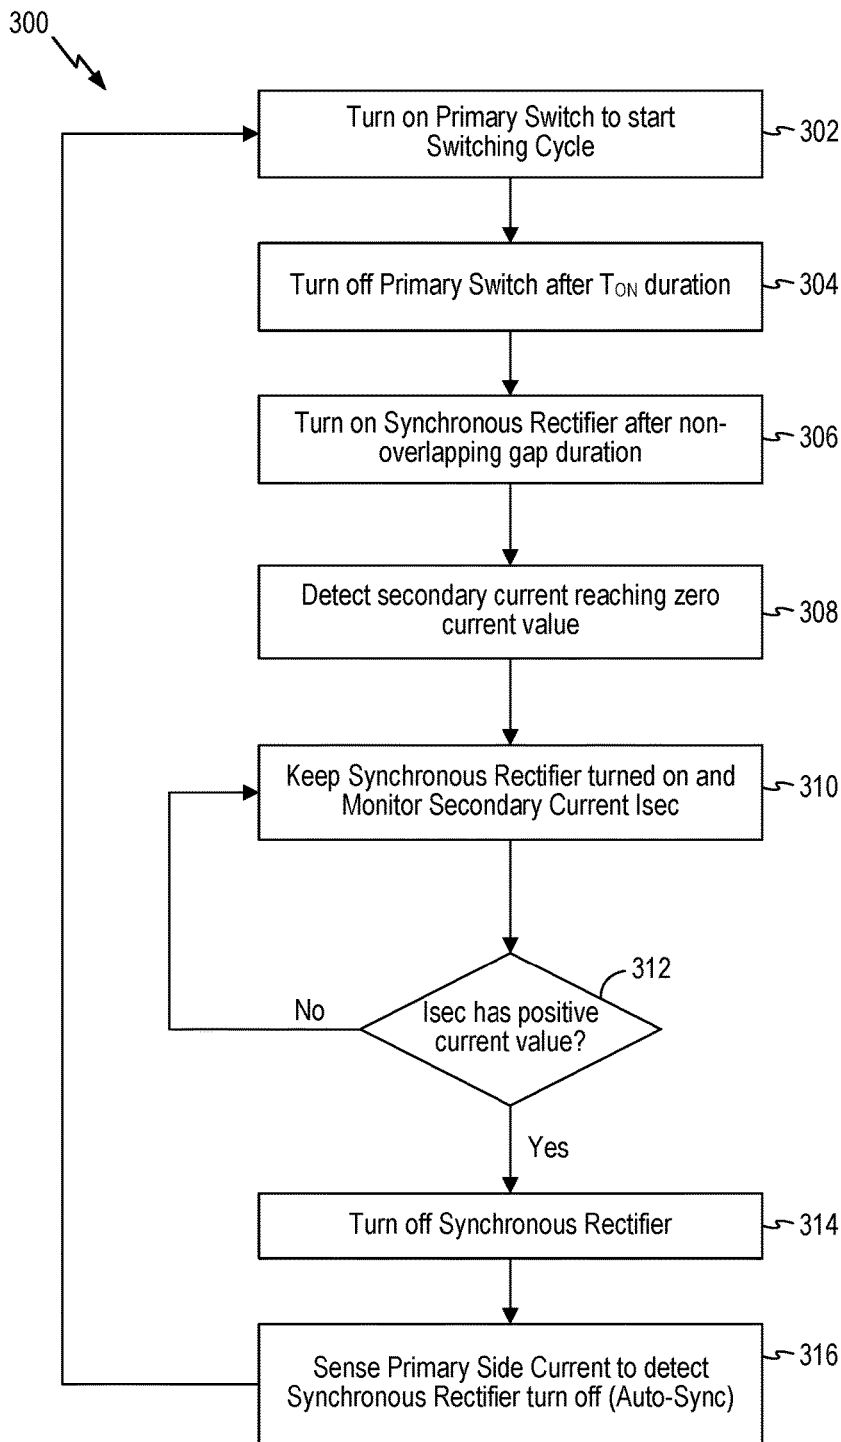 300
Turn on Primary Switch to start
Switching Cycle
302
Turn off Primary Switch after TON duration
304
Turn on Synchronous Rectifier after non-
overlapping gap duration
306
Detect secondary current reaching zero
current value
308
Keep Synchronous Rectifier turned on and
Monitor Secondary Current Isec
310
312
Isec has positive
current value?
No
Yes
Turn off Synchronous Rectifier
314
Sense Primary Side Current to detect
Synchronous Rectifier turn off (Auto-Sync)
316